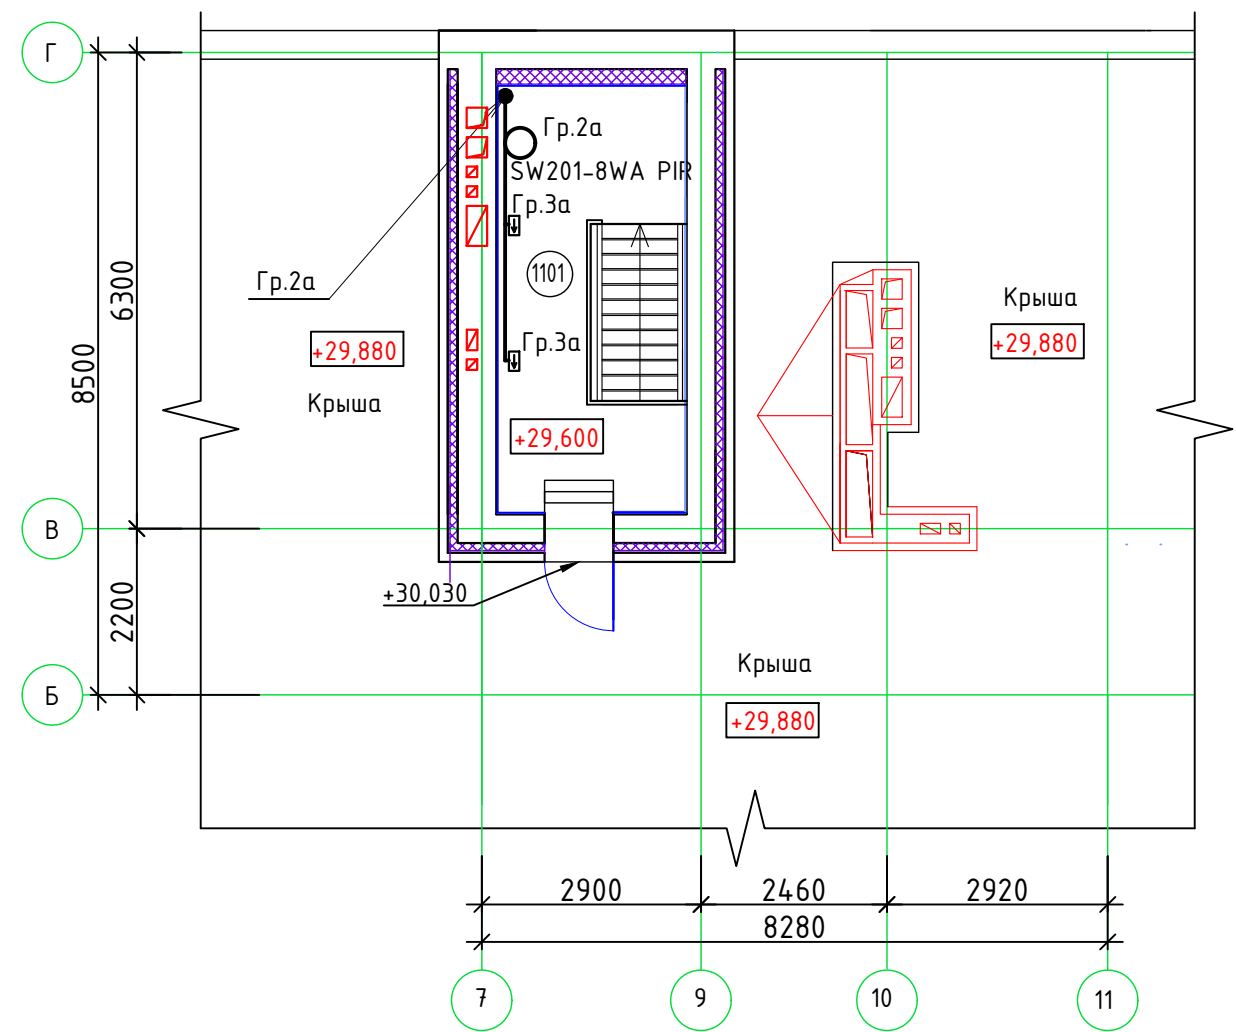 Г
Гр.2а
SW201-8WA PIR
Гр.3а
1101
Гр.2а
6300
Крыша
+29,880
+29,880
Гр.3а
8500
Крыша
+29,600
В
+30,030
2200
Крыша
Б
+29,880
2900
2460
2920
8280
7
9
10
11